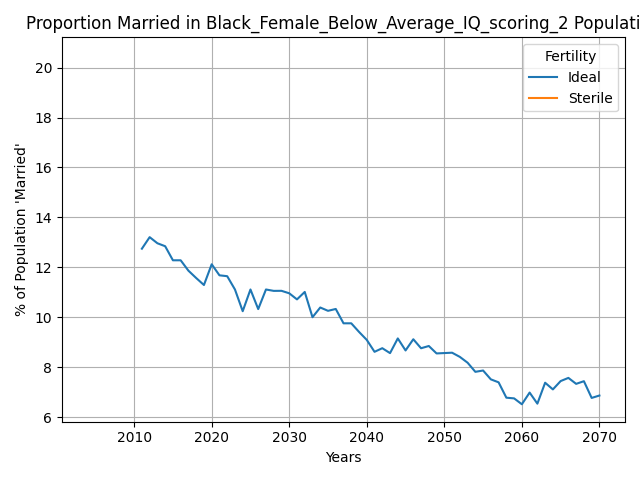 Proportion Married in Black_Female_Below_Average_IQ_scoring_2 Populati
Fertility
Ideal
Sterile
% of Population 'Married'
20
18
16
14
12
10
8
6
2010 2020 2030 2040 2050 2060 2070
Years